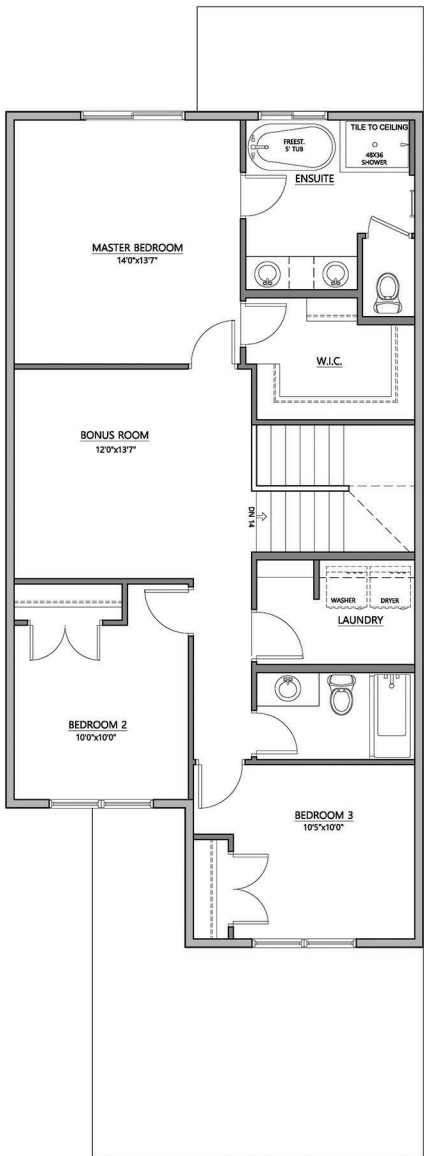 TILE TO CEILING
FREEST.
5' TUB
48X36
SHOWER
ENSUITE
MASTER BEDROOM
14'0"x13'7"
W.I.C.
BONUS ROOM
12'0"x13'7"
DN 14
WASHER
DRYER
LAUNDRY
BEDROOM 2
10'0"x10'0"
BEDROOM 3
10'5"x10'0"